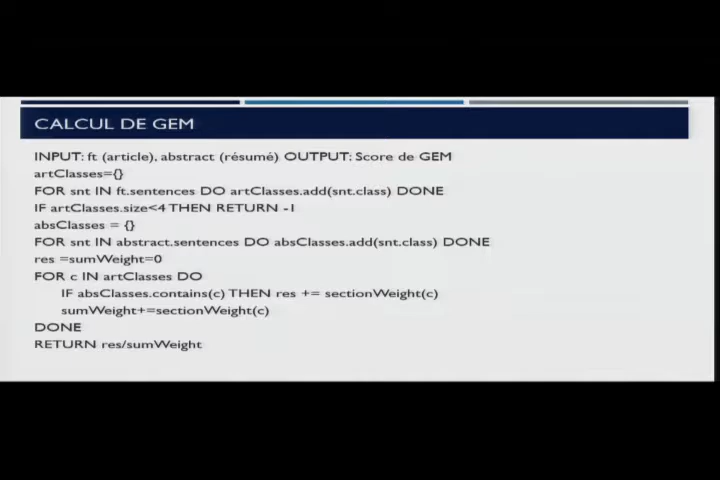 CALCUL DE GEM
INPUT: ft (article), abstract (résumé) OUTPUT: Score de GEM
artClasses={}
FOR snt IN ft.sentences DO artClasses.add(snt.class) DONE
IF artClasses.size<4 THEN RETURN -1
absClasses = {}
FOR snt IN abstract.sentences DO absClasses.add(snt.class) DONE
res =sumWeight=0
FOR c IN artClasses DO
IF absClasses.contains(c) THEN res += sectionWeight(c)
sumWeight+=sectionWeight(c)
DONE
RETURN res/sumWeight